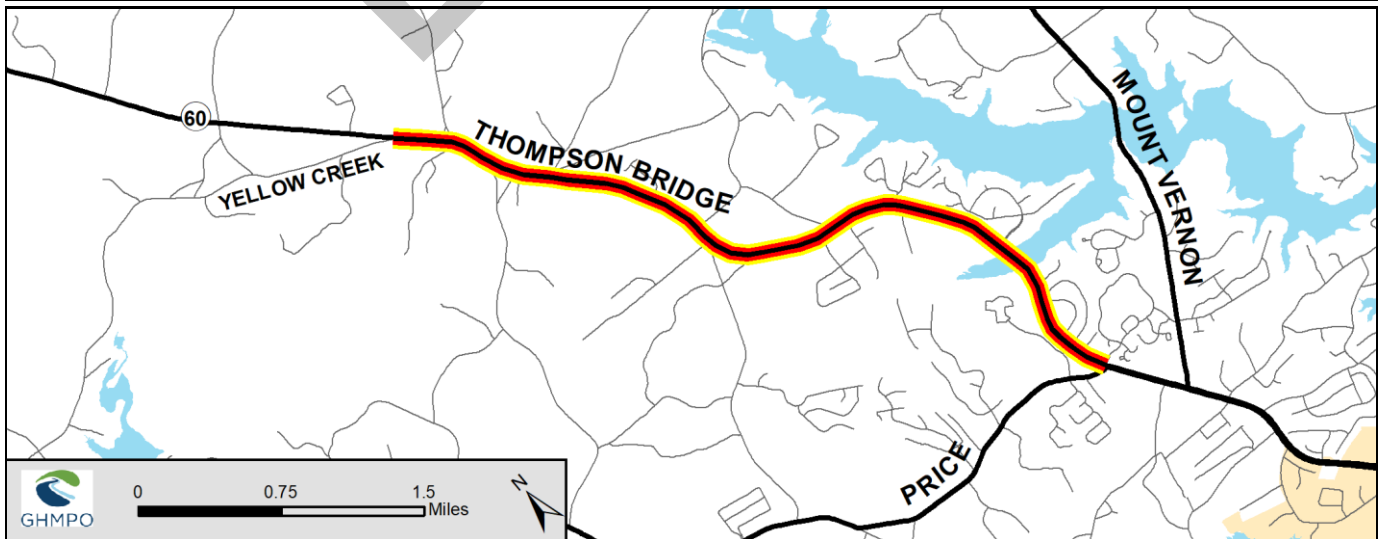 60
THOMPSON BRIDGE
YELLOW CREEK
MOUNT VERNON
PRICE
GHMPO
0 0.75 1.5
Miles
N